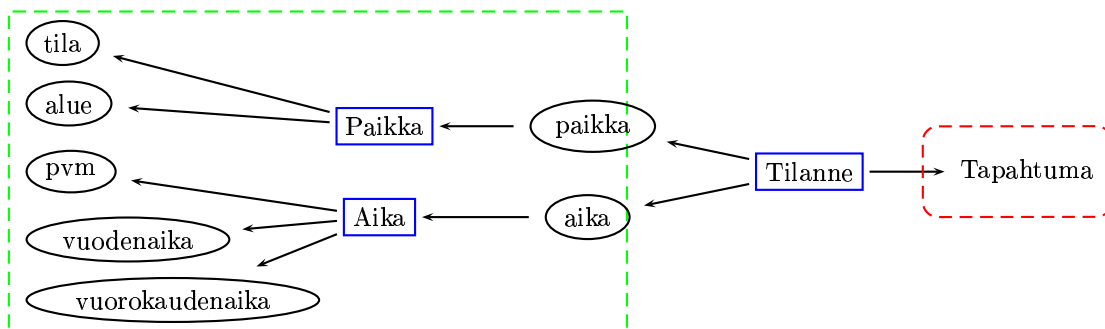 tila
alue
Paikka
paikka
pvm
Tilanne
Tapahtuma
Aika
aika
vuodenaika
vuorokaudenaika